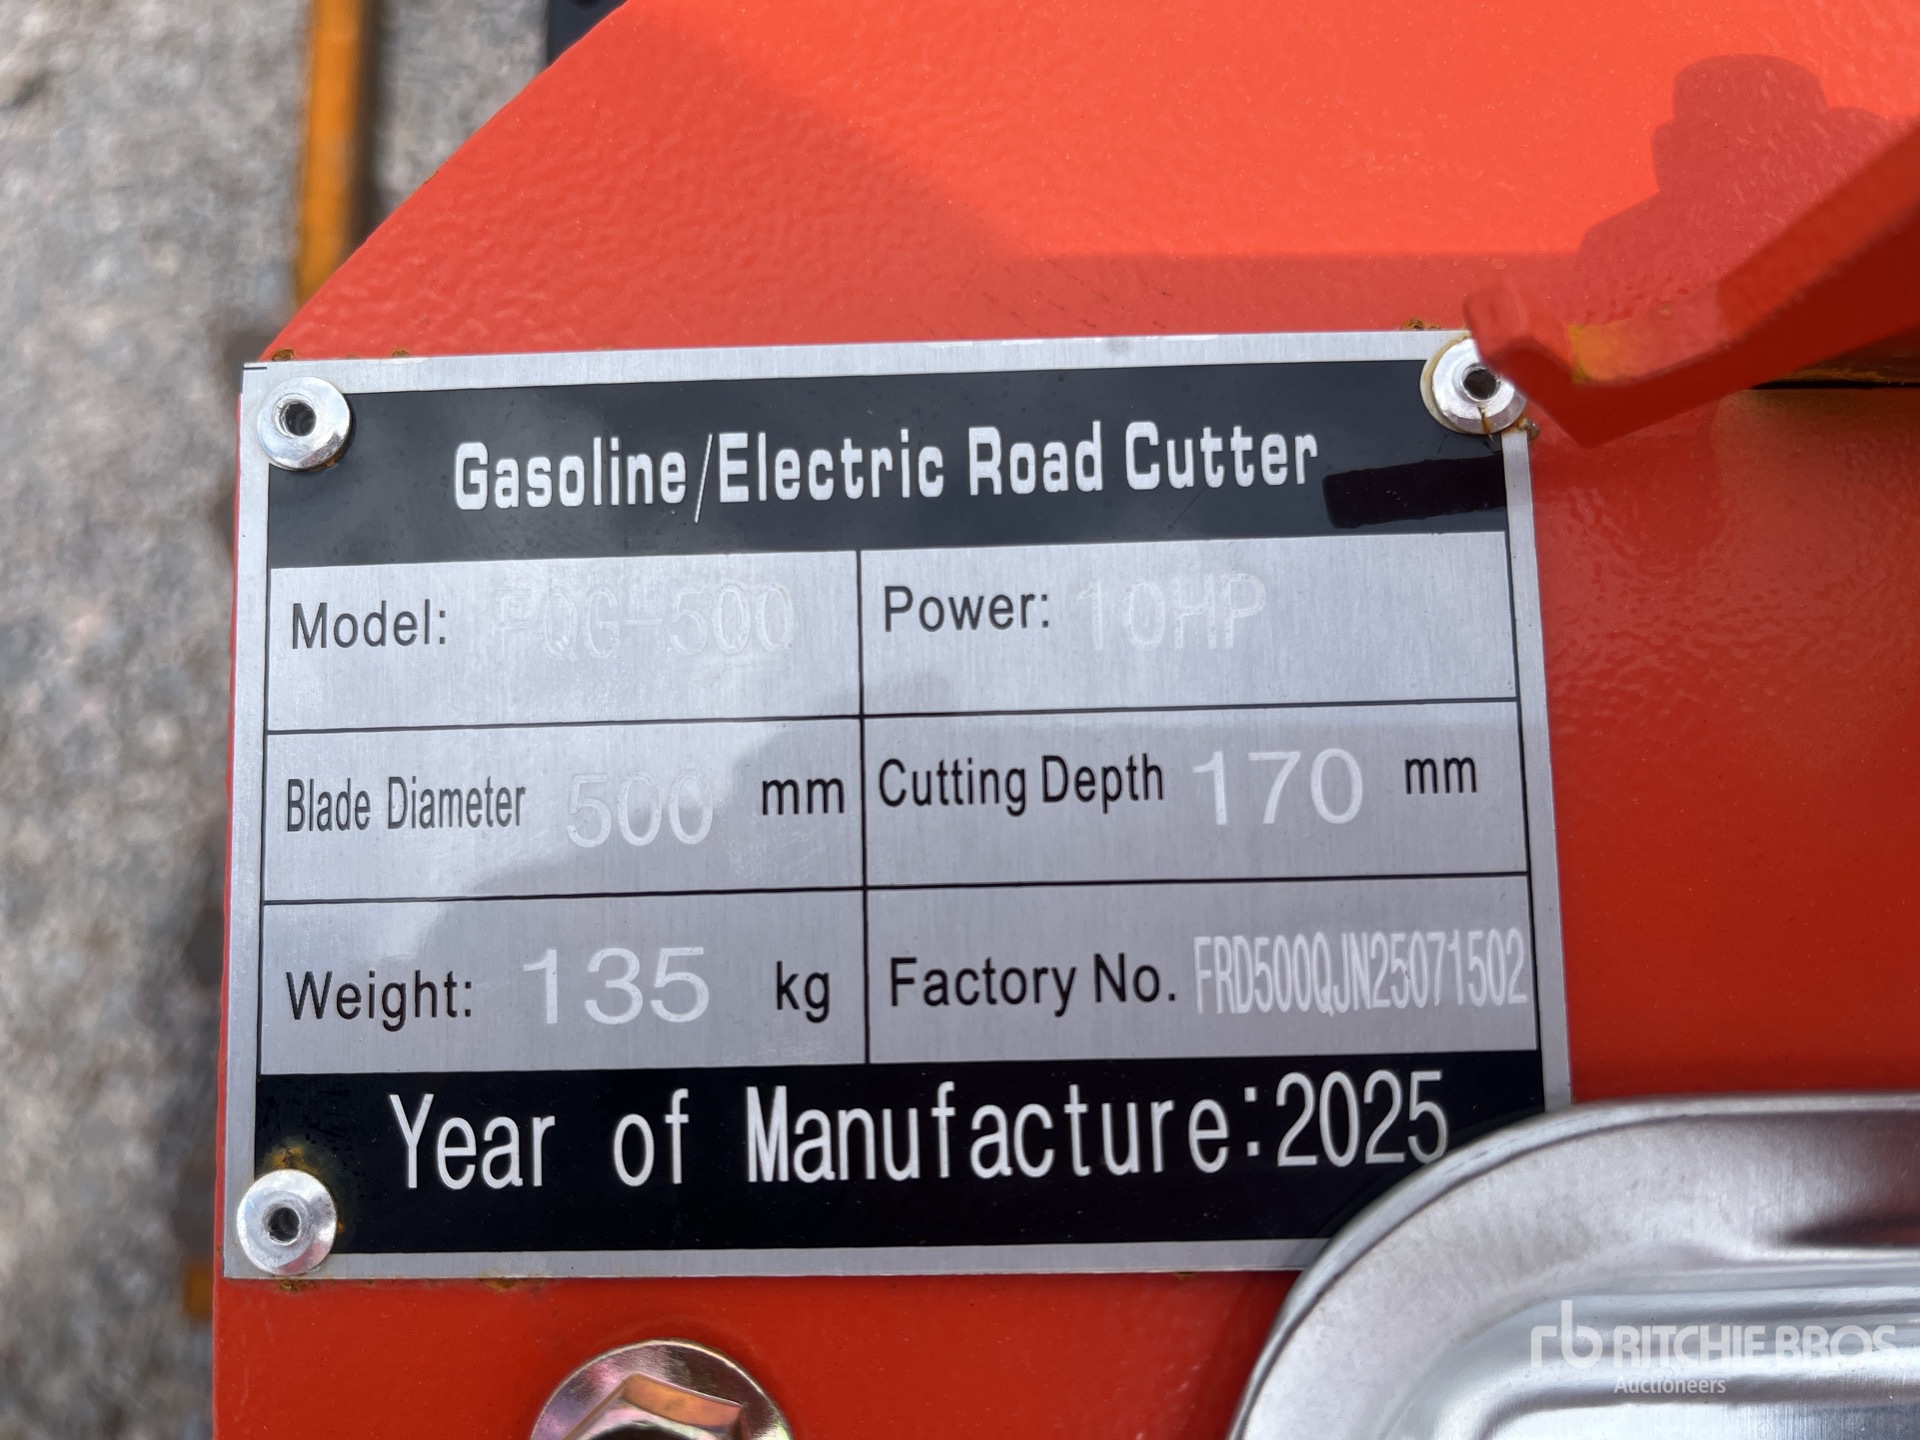 Gasoline/Electric Road Cutter
Model: PQG-500
Power: 10HP
Blade Diameter 500 mm
Cutting Depth 170 mm
Weight: 135 kg
Factory No. FRD500QJN25071502
Year of Manufacture:2025
rb RITCHIE BROS
Auctioneers